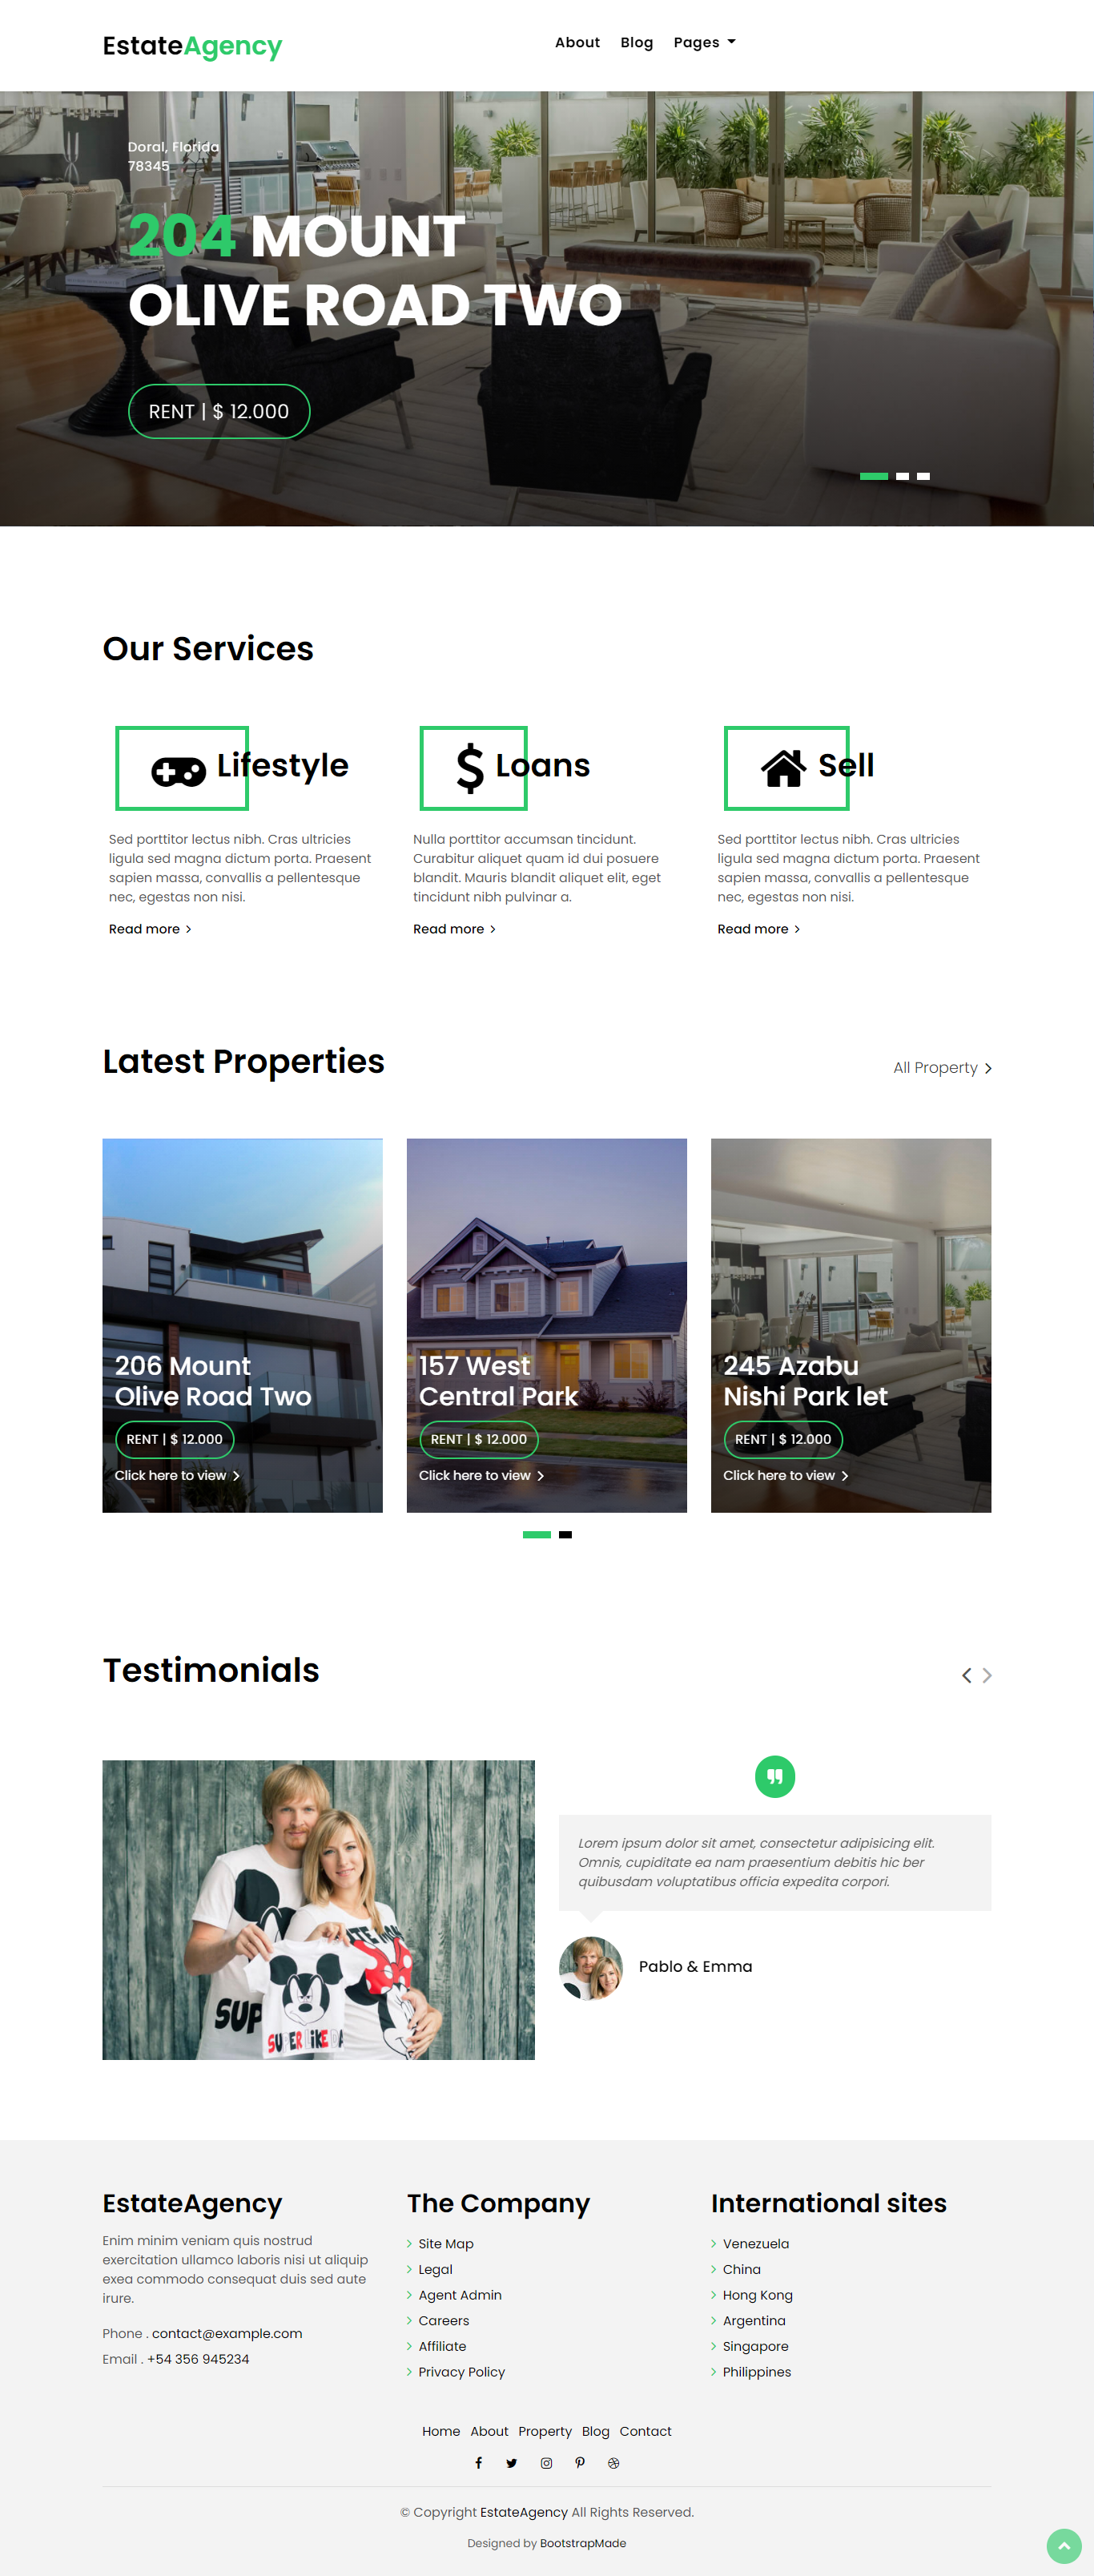 EstateAgency
About Blog Pages
Doral, Florida
78345
204 MOUNT
OLIVE ROAD TWO
RENT | $ 12.000
Our Services
Lifestyle
Sed porttitor lectus nibh. Cras ultricies
ligula sed magna dictum porta. Praesent
sapien massa, convallis a pellentesque
nec, egestas non nisi.
Read more
Loans
Nulla porttitor accumsan tincidunt.
Curabitur aliquet quam id dui posuere
blandit. Mauris blandit aliquet elit, eget
tincidunt nibh pulvinar a.
Read more
Sell
Sed porttitor lectus nibh. Cras ultricies
ligula sed magna dictum porta. Praesent
sapien massa, convallis a pellentesque
nec, egestas non nisi.
Read more
Latest Properties
All Property
206 Mount
Olive Road Two
RENT | $ 12.000
Click here to view
157 West
Central Park
RENT | $ 12.000
Click here to view
245 Azabu
Nishi Park let
RENT | $ 12.000
Click here to view
Testimonials
SUP
SUPER LIKE DA
Lorem ipsum dolor sit amet, consectetur adipisicing elit.
Omnis, cupiditate ea nam praesentium debitis hic ber
quibusdam voluptatibus officia expedita corpori.
Pablo & Emma
EstateAgency
Enim minim veniam quis nostrud
exercitation ullamco laboris nisi ut aliquip
exea commodo consequat duis sed aute
irure.
Phone . contact@example.com
Email . +54 356 945234
The Company
Site Map
Legal
Agent Admin
Careers
Affiliate
Privacy Policy
International sites
Venezuela
China
Hong Kong
Argentina
Singapore
Philippines
Home About Property Blog Contact
© Copyright EstateAgency All Rights Reserved.
Designed by BootstrapMade